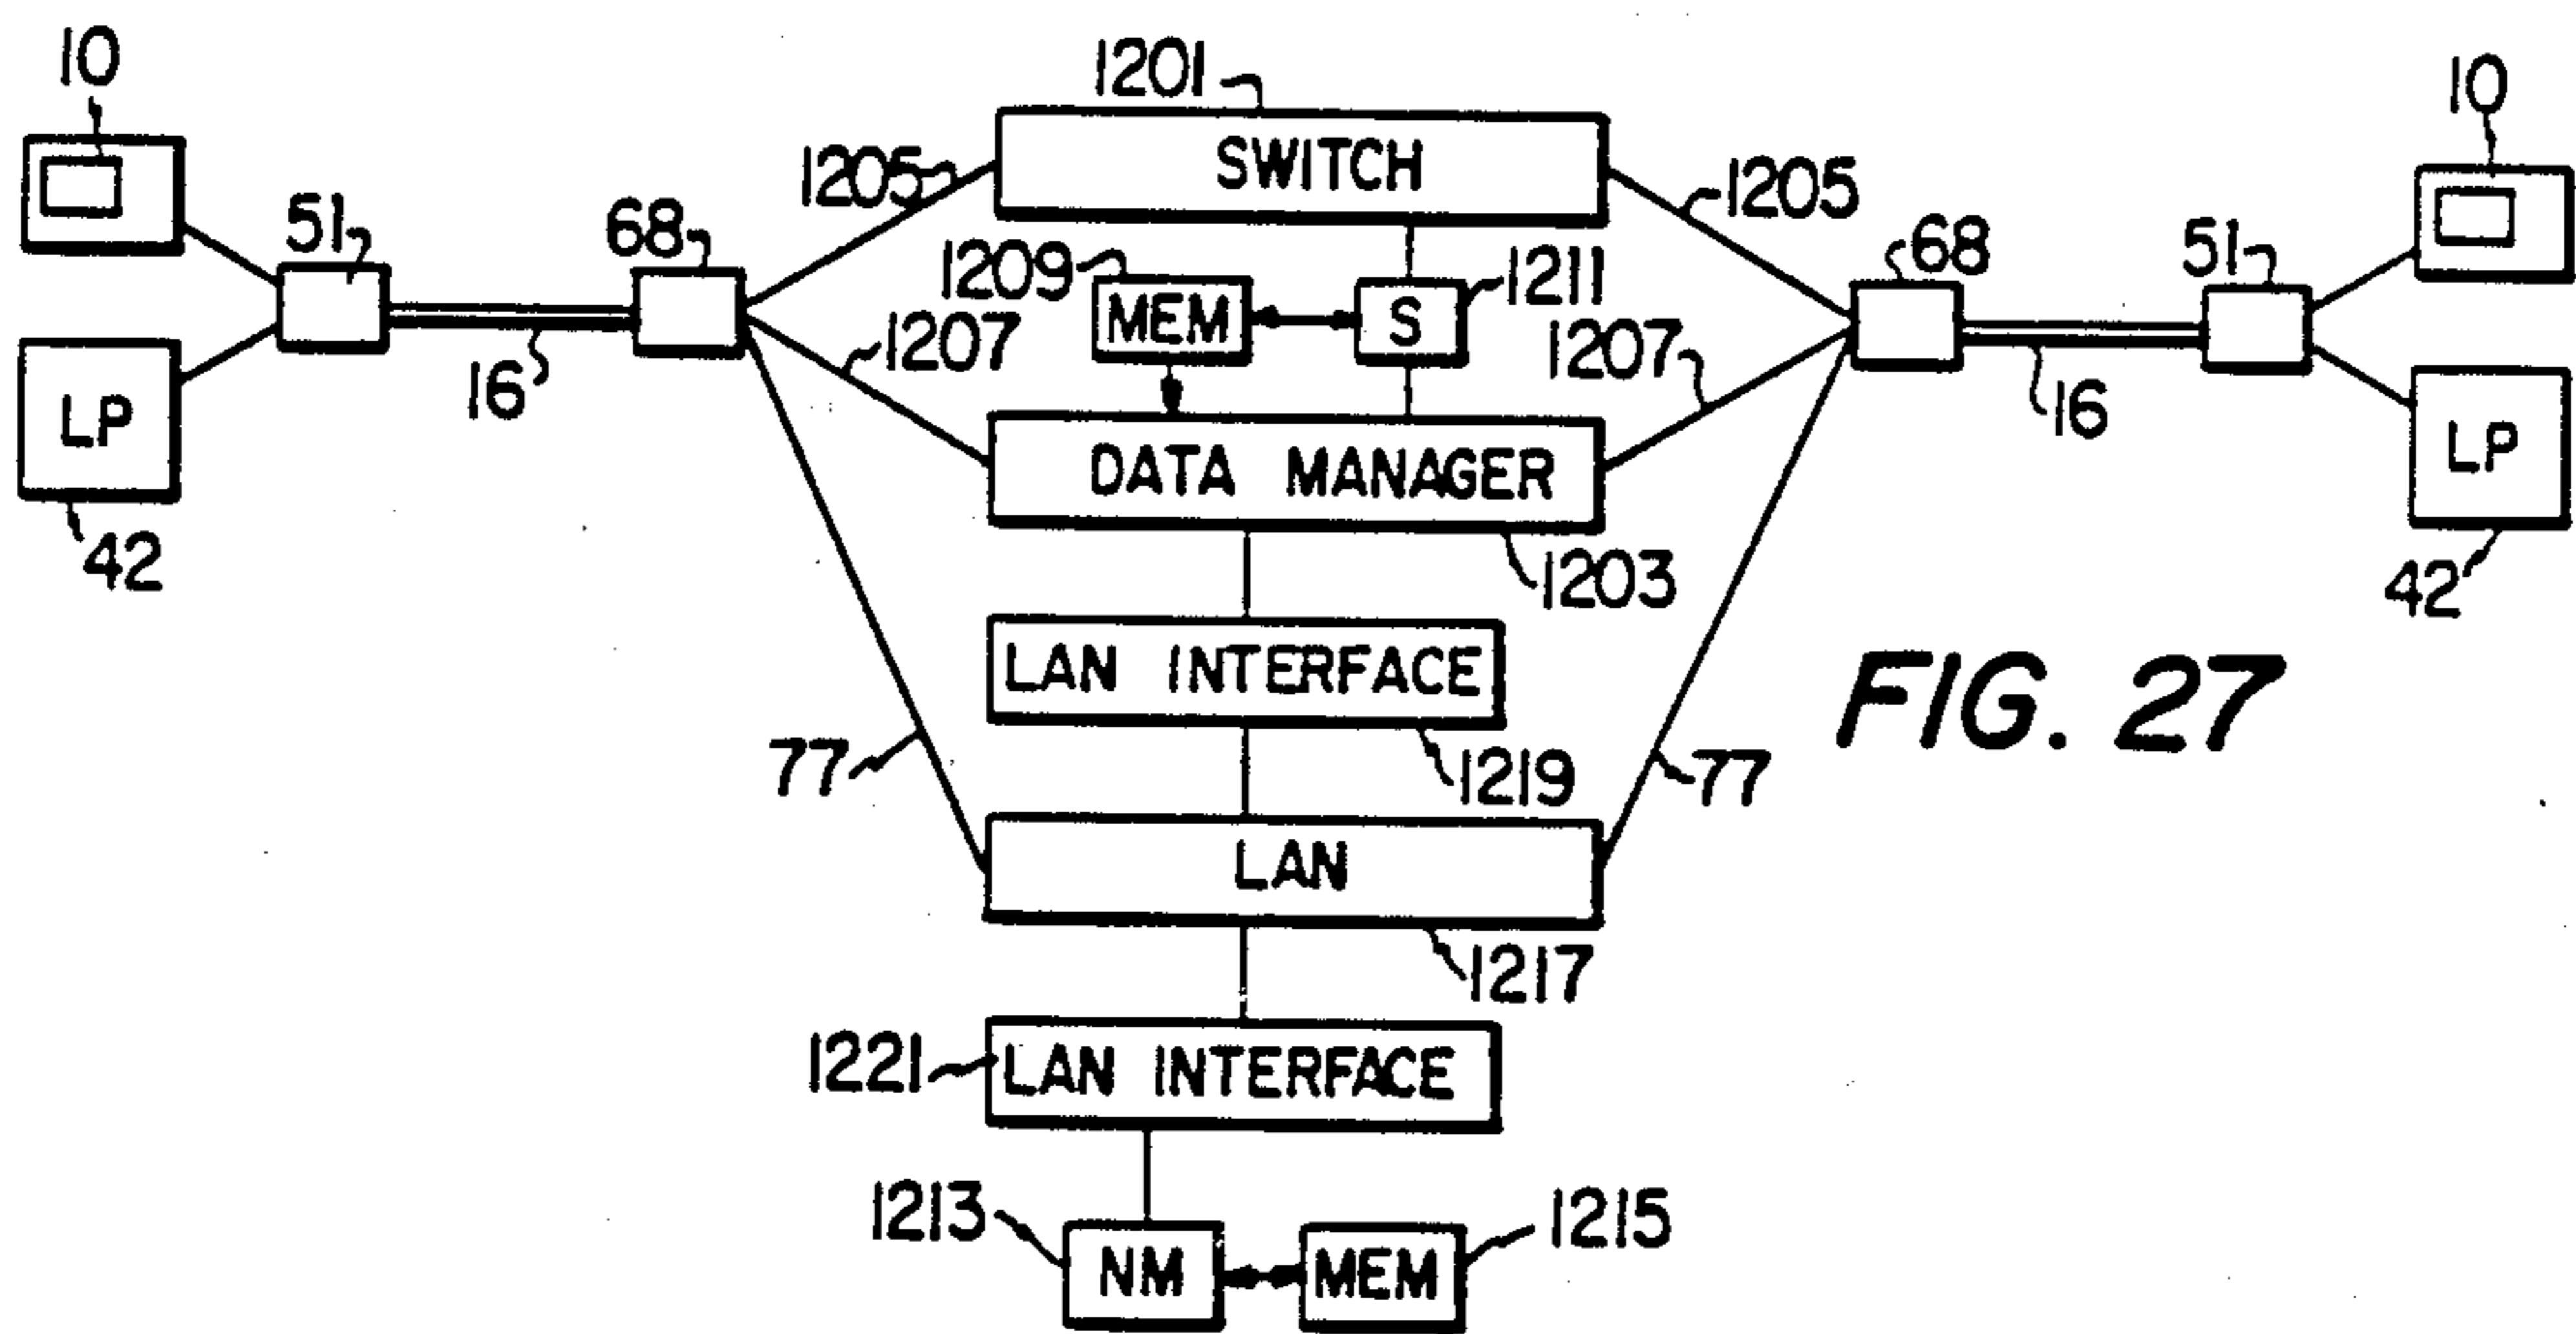 10
1201
10
SWITCH
1205
1205
51
68
68
51
1209
1211
MEM
S
1207
1207
16
16
LP
LP
DATA MANAGER
42
1203
42
LAN INTERFACE
FIG. 27
77
1219
77
LAN
1217
1221
LAN INTERFACE
1213
1215
NM
MEM